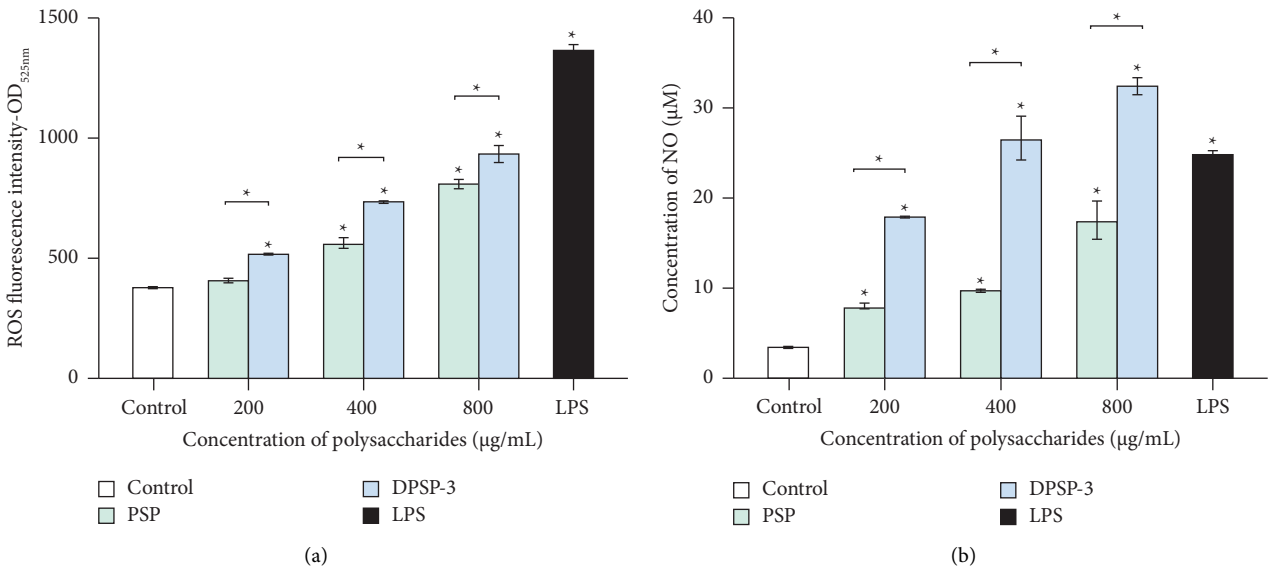 ROS fluorescence intensity-OD525nm
1500
1000
500
0
*
*
*
*
*
*
*
*
*
Control
200
400
800
LPS
Concentration of polysaccharides (μg/mL)
Control
DPSP-3
PSP
LPS
(a)
Concentration of NO (μM)
40
30
20
10
0
*
*
*
*
*
*
*
*
*
*
Control
200
400
800
LPS
Concentration of polysaccharides (μg/mL)
Control
DPSP-3
PSP
LPS
(b)